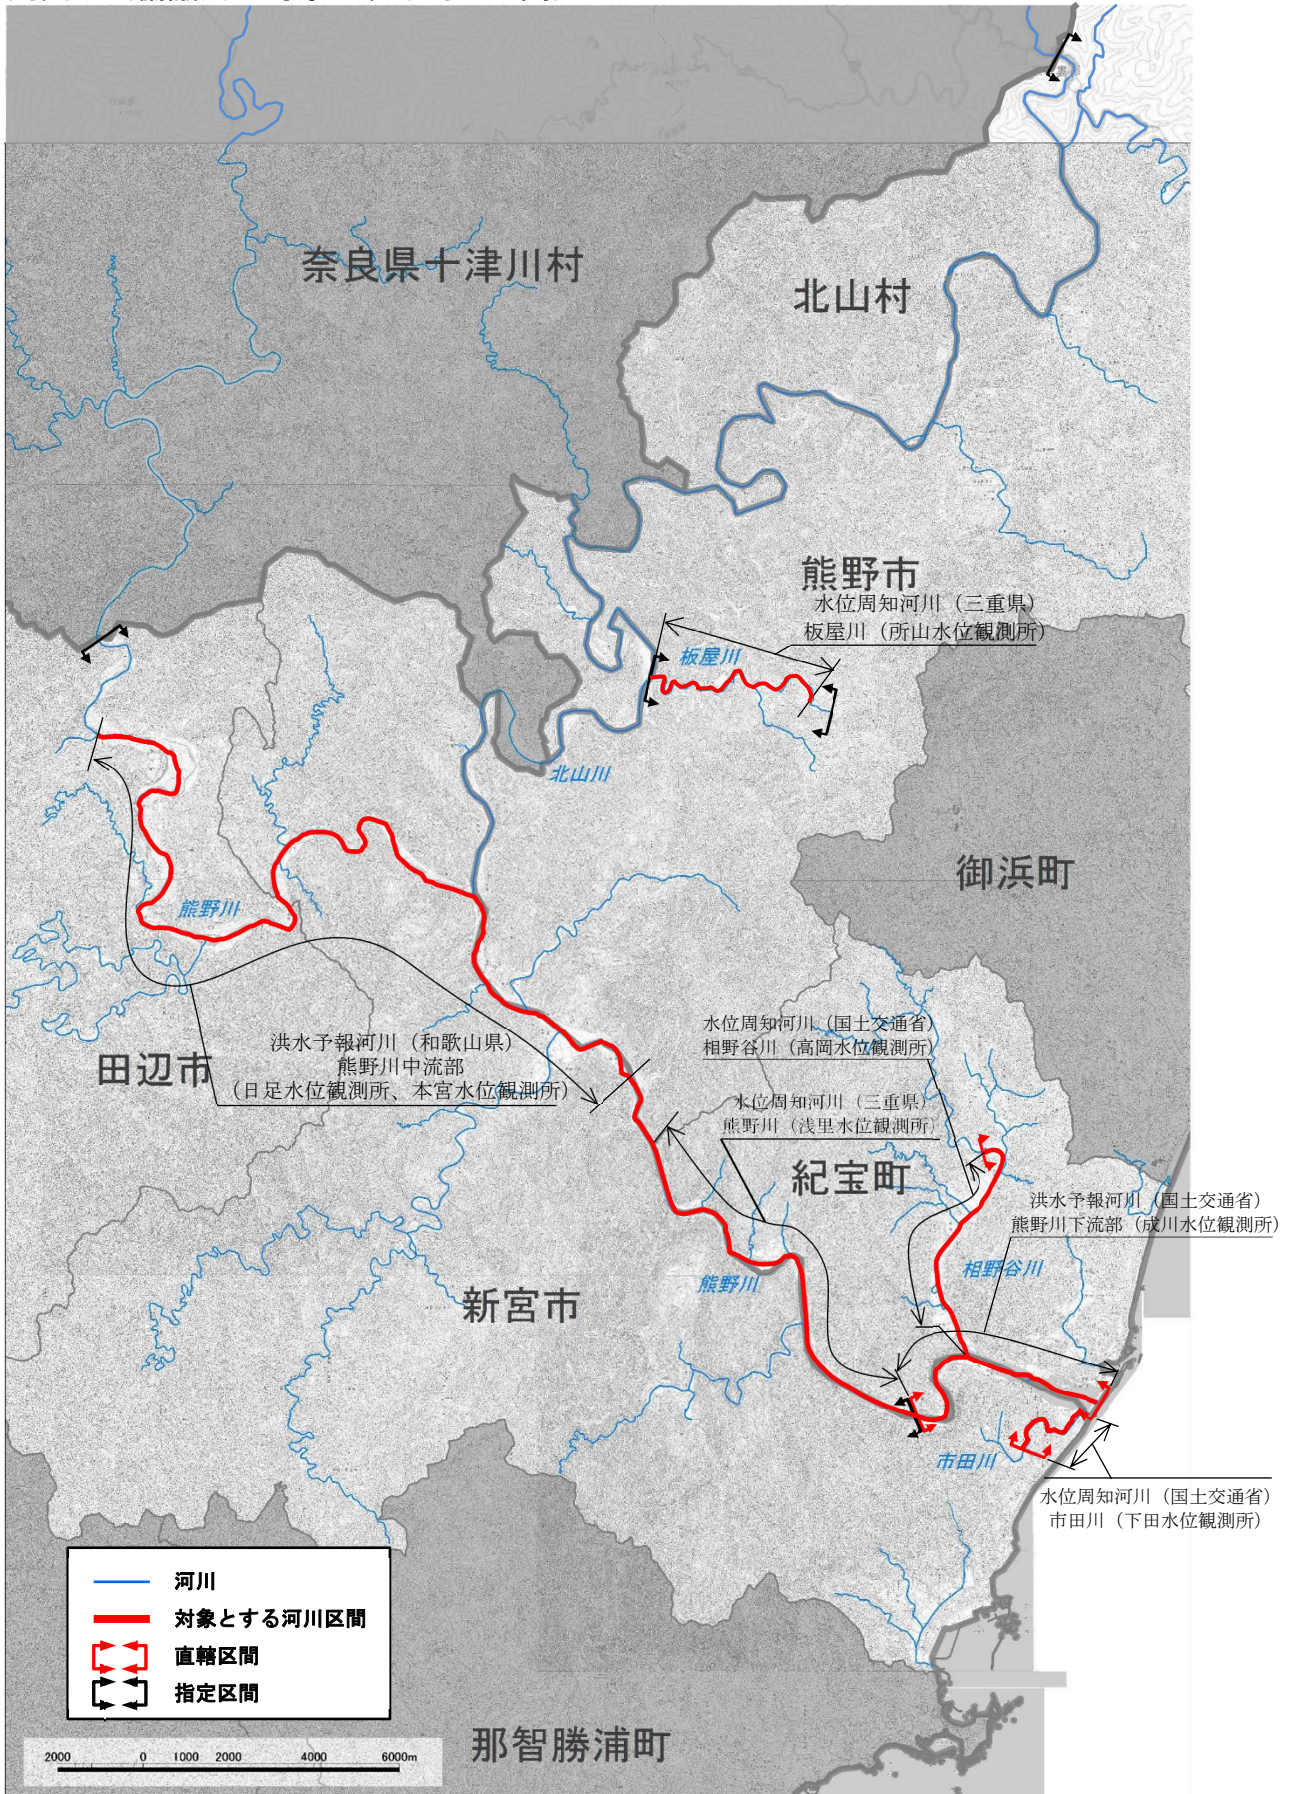 奈良県十津川村
北山村
熊野市
水位周知河川（三重県）
板屋川（所山水位観測所）
板屋川
北山川
御浜町
熊野川
田辺市
洪水予報河川（和歌山県）
熊野川中流部
（日足水位観測所、本宮水位観測所）
水位周知河川（国土交通省）
相野谷川（高岡水位観測所）
水位周知河川（三重県）
熊野川（浅里水位観測所）
紀宝町
洪水予報河川（国土交通省）
熊野川下流部（成川水位観測所）
相野谷川
熊野川
新宮市
市田川
水位周知河川（国土交通省）
市田川（下田水位観測所）
河川
対象とする河川区間
直轄区間
指定区間
2000 0 1000 2000 4000 6000m
那智勝浦町